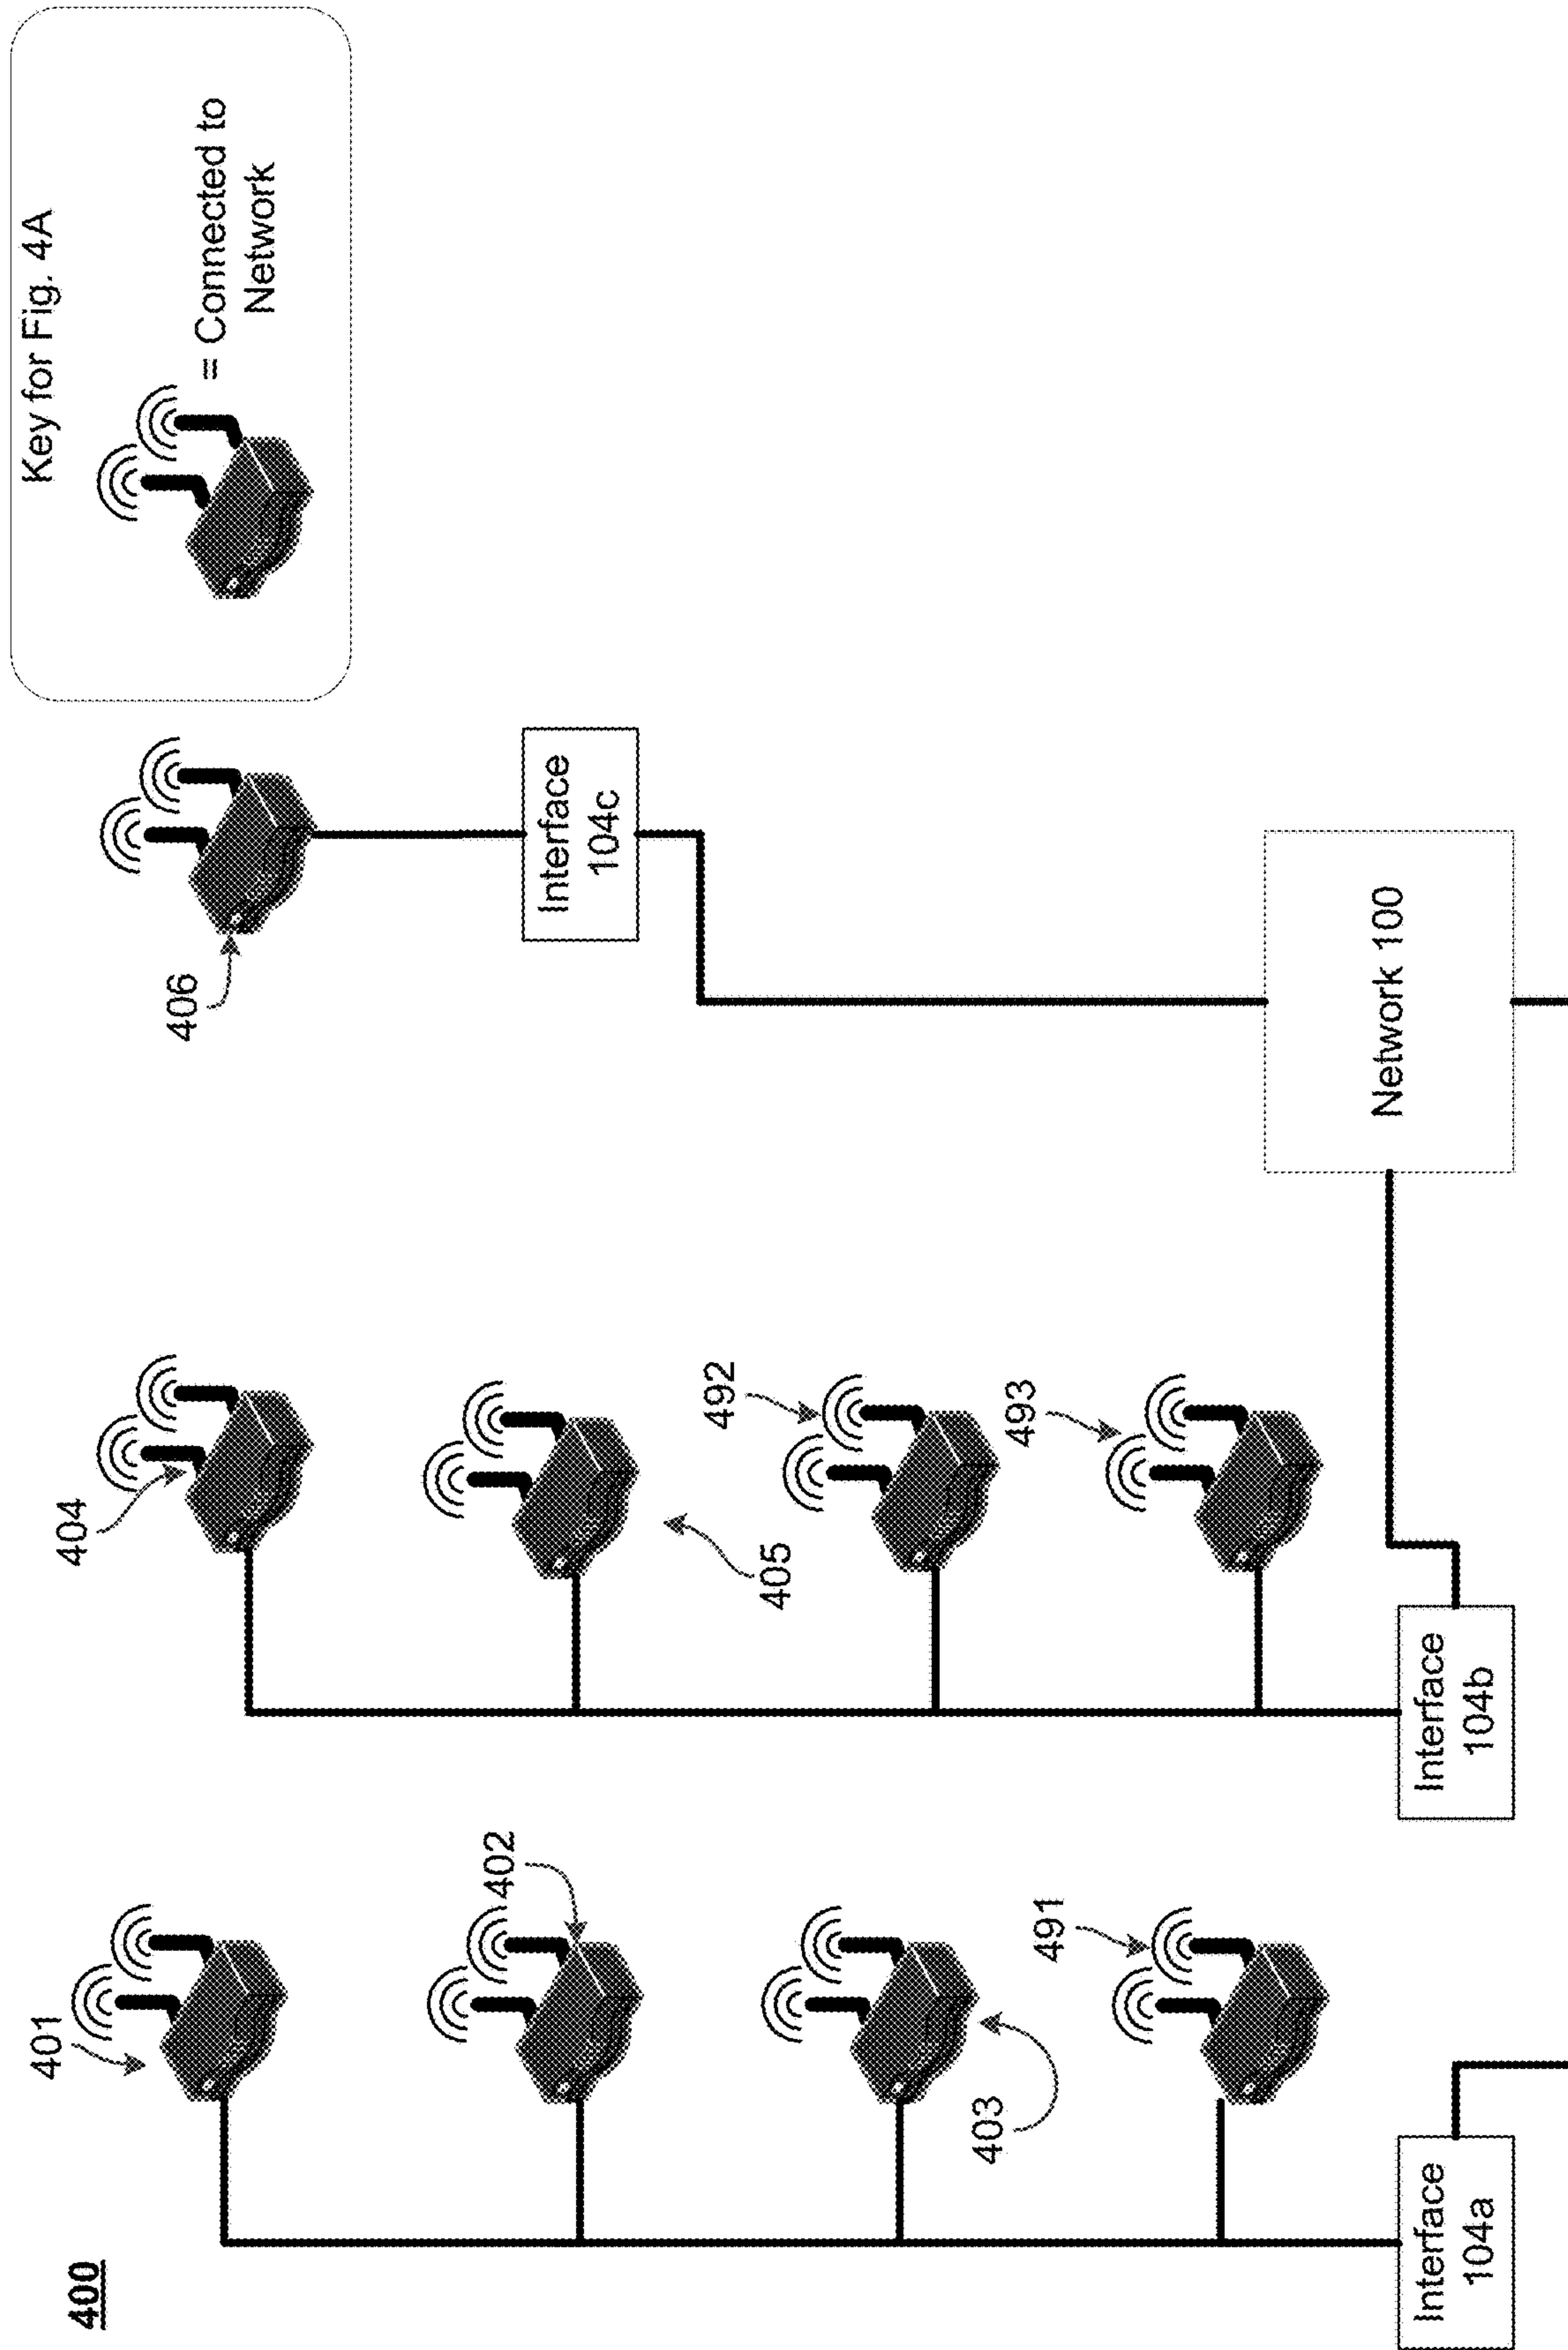 400
Key for Fig. 4A
= Connected to
Network
401
404
406
402
405
Interface
104c
492
403
491
493
Network 100
Interface
104a
Interface
104b